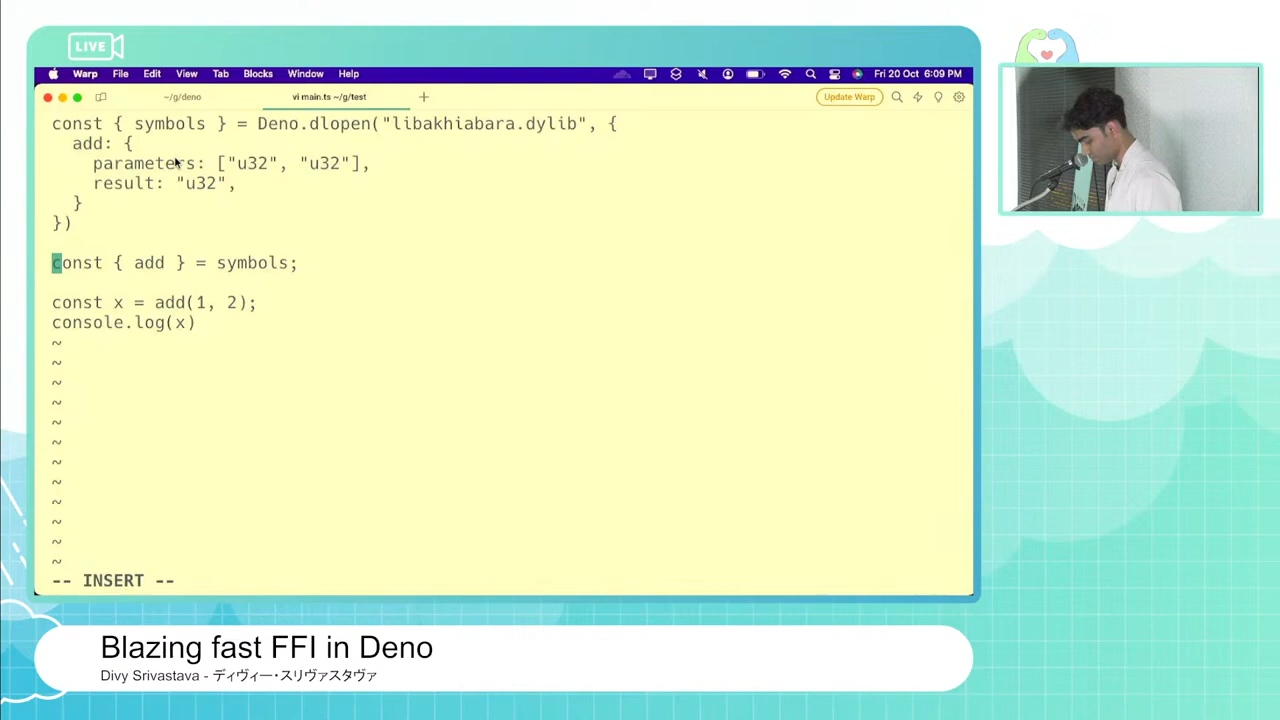 LIVE
Warp File Edit View Tab Blocks Window Help Fri 20 Oct 6:09 PM
~/g/deno vi main.ts ~/g/test + Update Warp
const { symbols } = Deno.dlopen("libakhiabara.dylib", {
  add: {
    parameters: ["u32", "u32"],
    result: "u32",
  }
})
const { add } = symbols;
const x = add(1, 2);
console.log(x)
~
~
~
~
~
~
~
~
~
~
~
~
-- INSERT --
Blazing fast FFI in Deno
Divy Srivastava - ディヴィー・スリヴァスタヴァ